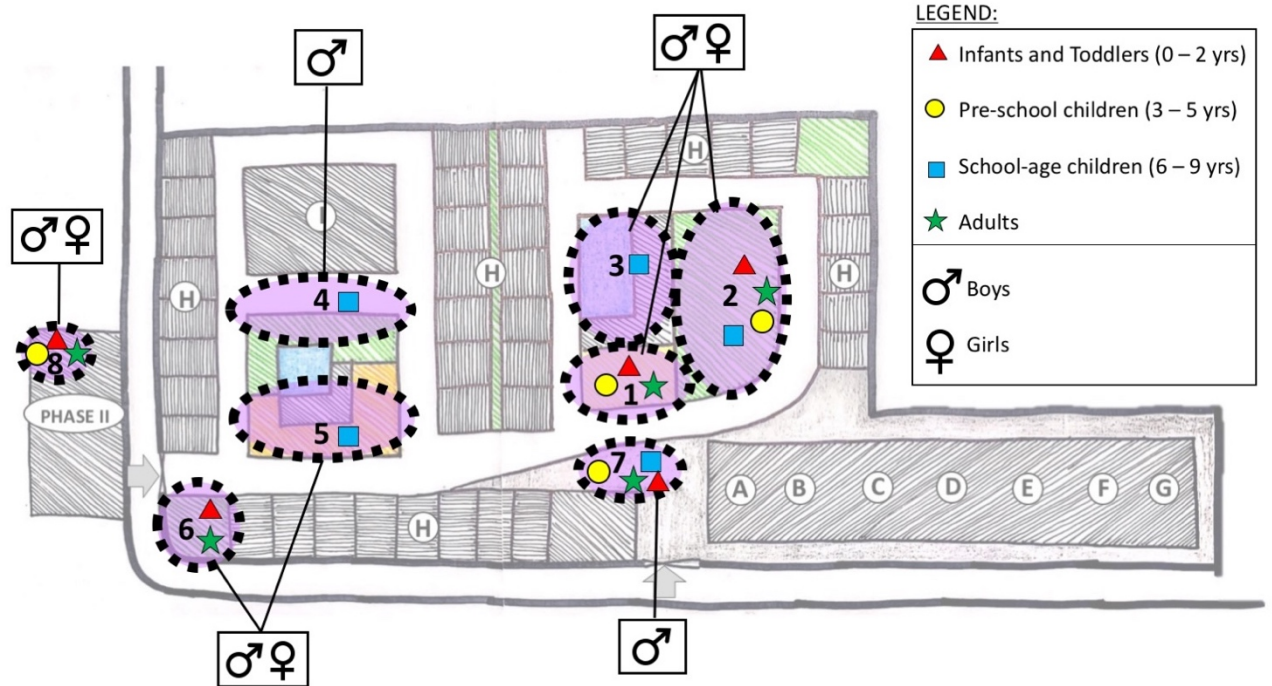 LEGEND:
Infants and Toddlers (0 – 2 yrs)
Pre-school children (3 – 5 yrs)
School-age children (6 – 9 yrs)
Adults
♂ Boys
♀ Girls
♂
♂♀
♂♀
♂♀
♂
H
I
H
H
H
H
1
2
3
4
5
6
7
8
PHASE II
A B C D E F G